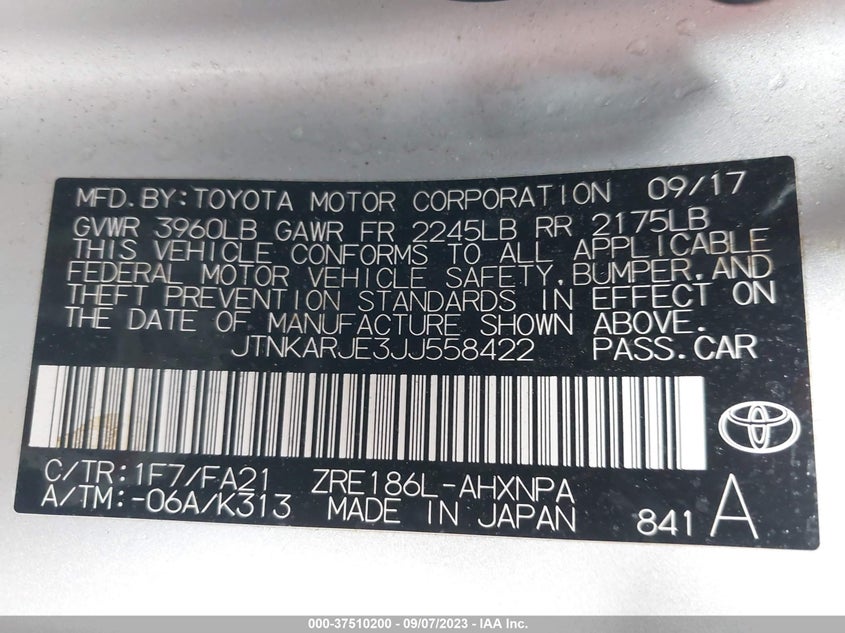 MFD.BY:TOYOTA MOTOR CORPORATION 09/17
GVWR 3960LB GAWR FR 2245LB RR 2175LB
THIS VEHICLE CONFORMS TO ALL APPLICABLE
FEDERAL MOTOR VEHICLE SAFETY,BUMPER,AND
THEFT PREVENTION STANDARDS IN EFFECT ON
THE DATE OF MANUFACTURE SHOWN ABOVE.
JTNKARJE3JJ558422 PASS.CAR
C/TR:1F7/FA21 ZRE186L-AHXNPA
A/TM:-06A/K313 MADE IN JAPAN 841 A
000-37510200 - 09/07/2023 - IAA Inc.